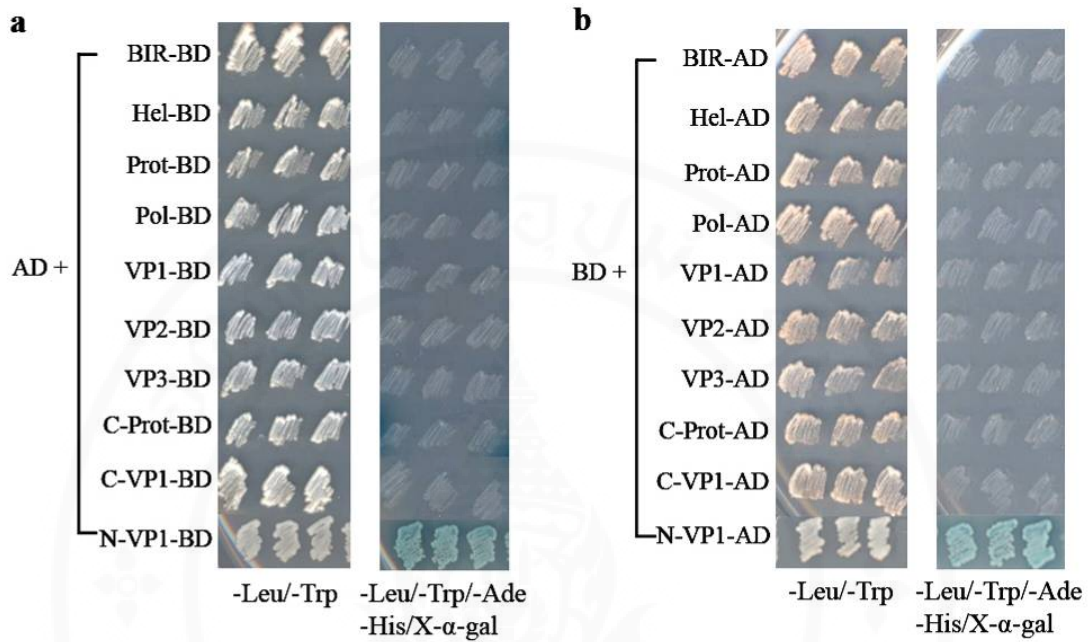 a
AD +
BIR-BD
Hel-BD
Prot-BD
Pol-BD
VP1-BD
VP2-BD
VP3-BD
C-Prot-BD
C-VP1-BD
N-VP1-BD
-Leu/-Trp
-Leu/-Trp/-Ade
-His/X-α-gal
b
BD +
BIR-AD
Hel-AD
Prot-AD
Pol-AD
VP1-AD
VP2-AD
VP3-AD
C-Prot-AD
C-VP1-AD
N-VP1-AD
-Leu/-Trp
-Leu/-Trp/-Ade
-His/X-α-gal